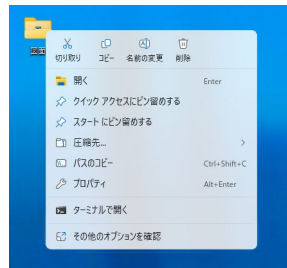 切り取り
コピー
名前の変更
削除
開く
Enter
クイック アクセスにピン留めする
スタート にピン留めする
圧縮先...
パスのコピー
Ctrl+Shift+C
プロパティ
Alt+Enter
ターミナルで開く
その他のオプションを確認